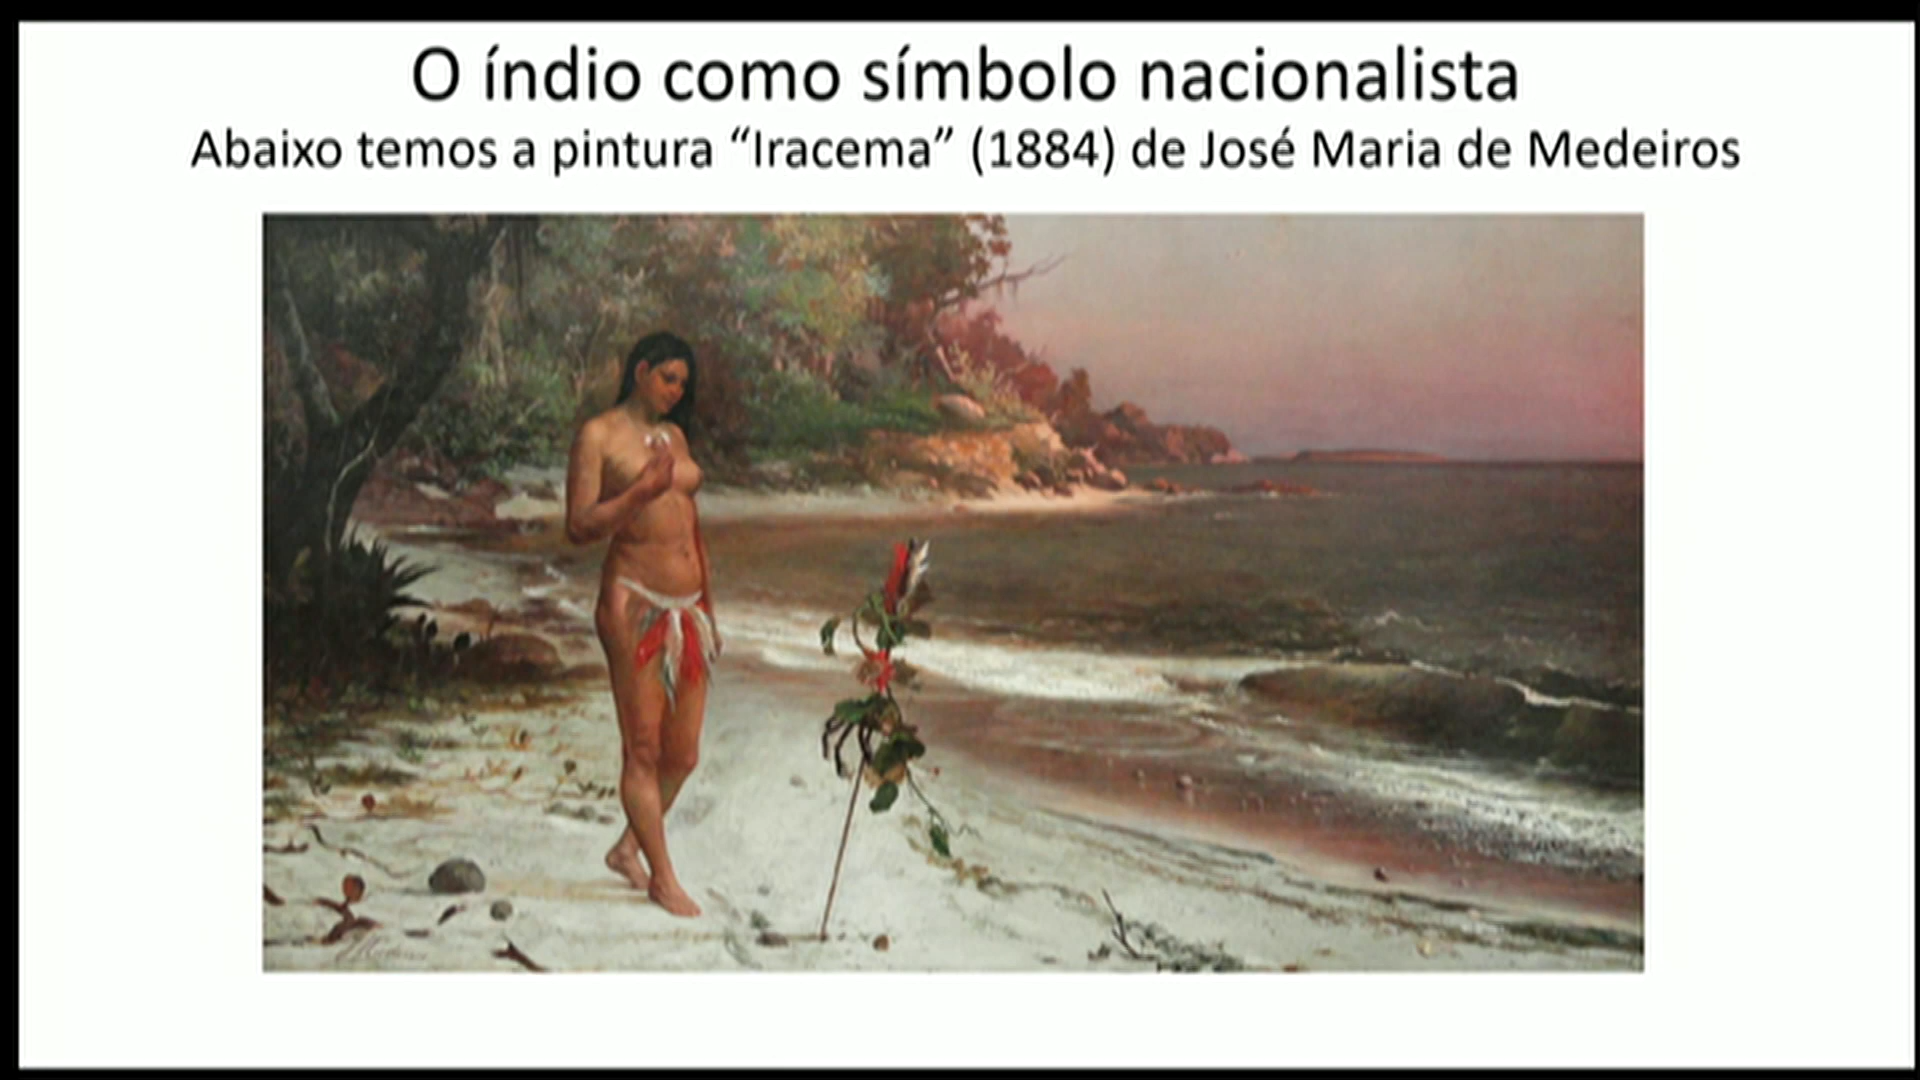 O índio como símbolo nacionalista
Abaixo temos a pintura “Iracema” (1884) de José Maria de Medeiros